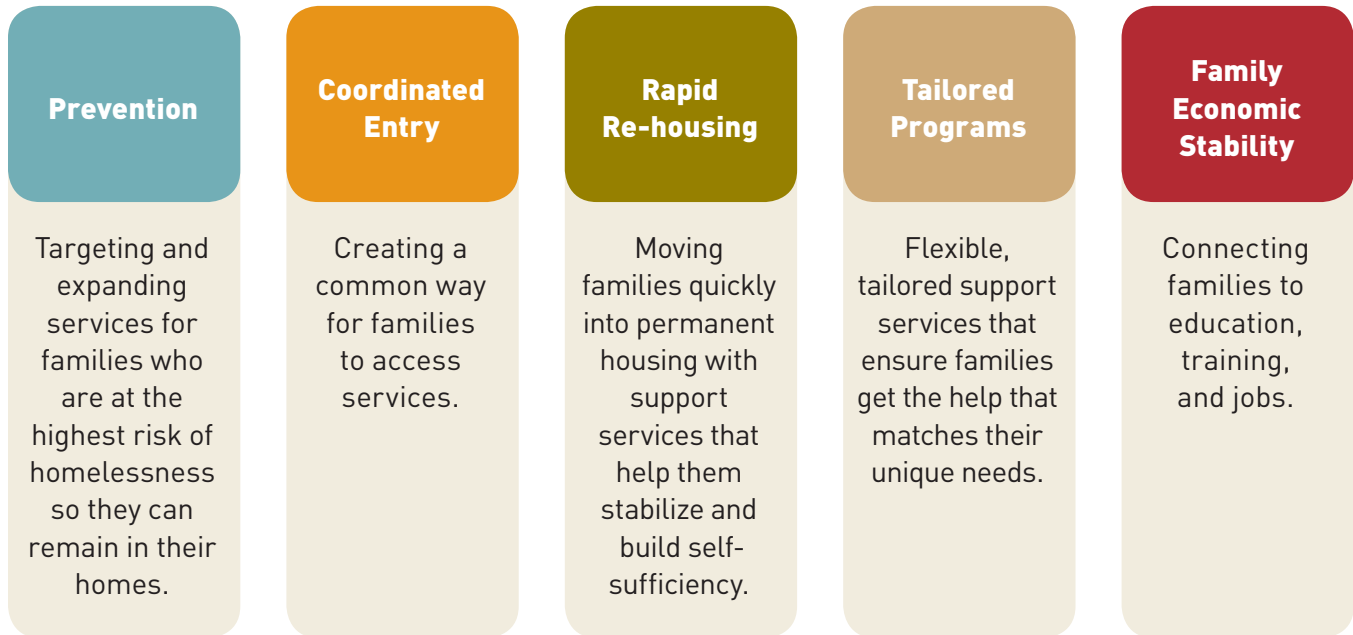 Prevention
Targeting and
expanding
services for
families who
are at the
highest risk of
homelessness
so they can
remain in their
homes.
Coordinated
Entry
Creating a
common way
for families
to access
services.
Rapid
Re-housing
Moving
families quickly
into permanent
housing with
support
services that
help them
stabilize and
build self-
sufficiency.
Tailored
Programs
Flexible,
tailored support
services that
ensure families
get the help that
matches their
unique needs.
Family
Economic
Stability
Connecting
families to
education,
training,
and jobs.